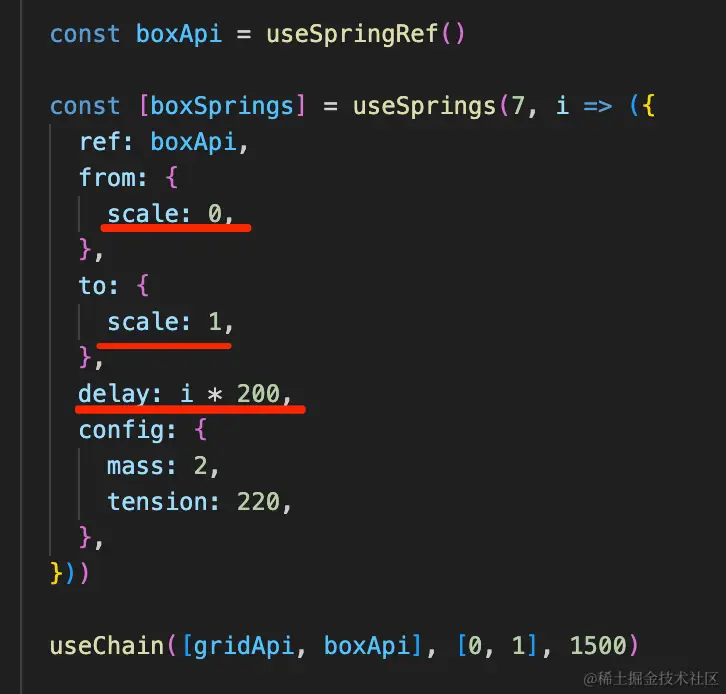 const boxApi = useSpringRef()
const [boxSprings] = useSprings(7, i => ({
ref: boxApi,
from: {
scale: 0,
},
to: {
scale: 1,
},
delay: i * 200,
config: {
mass: 2,
tension: 220,
},
}))
useChain([gridApi, boxApi], [0, 1], 1500)
@稀土掘金技术社区